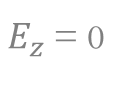 E_z = 0